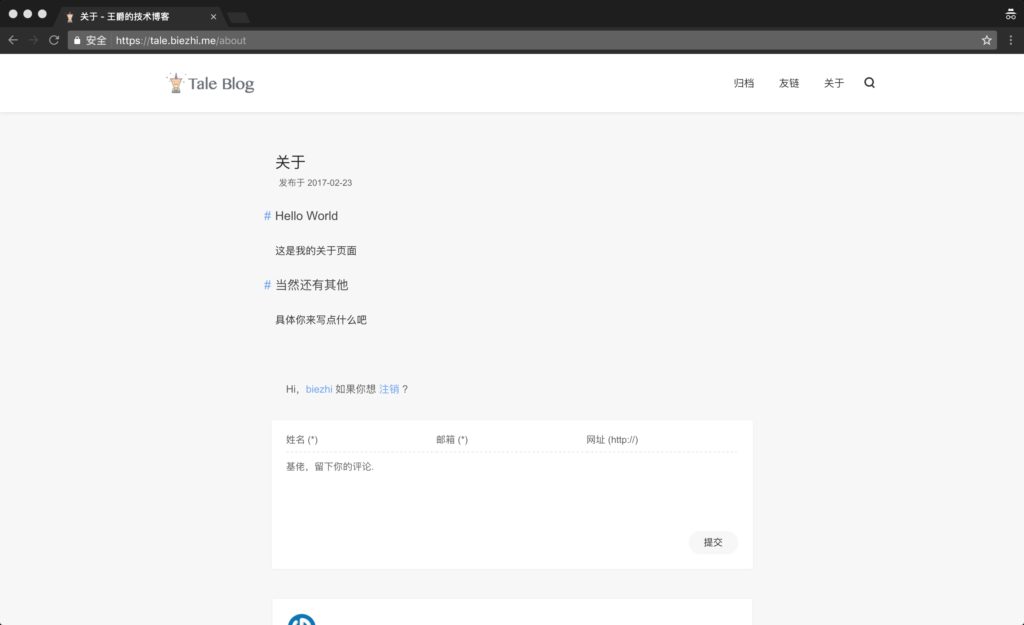 关于 - 王爵的技术博客
安全 https://tale.biezhi.me/about
Tale Blog 归档 友链 关于
关于
发布于 2017-02-23
# Hello World
这是我的关于页面
# 当然还有其他
具体你来写点什么吧
Hi，biezhi 如果你想 注销 ?
姓名 (*) 邮箱 (*) 网址 (http://)
基佬，留下你的评论.
提交